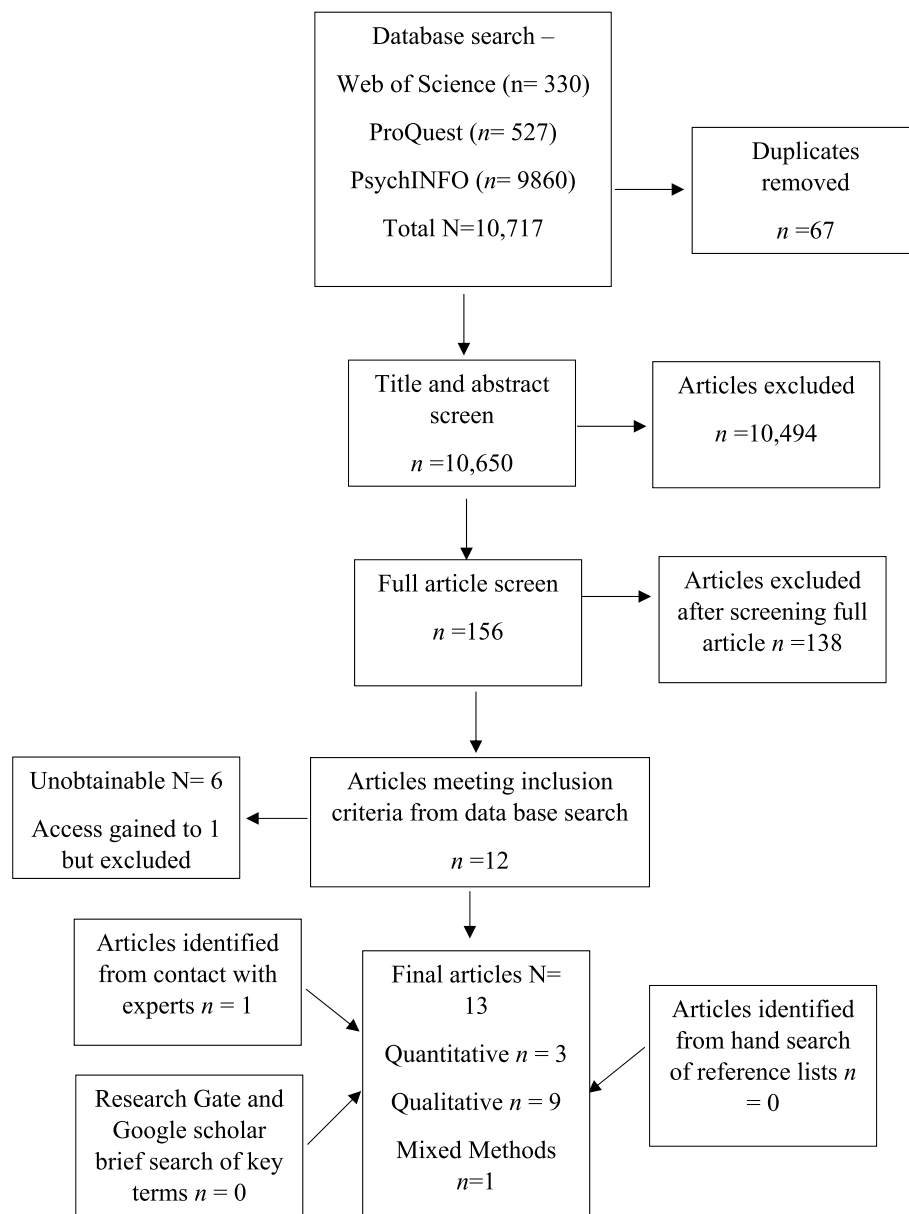 Database search –
Web of Science (n= 330)
ProQuest (n= 527)
PsychINFO (n= 9860)
Total N=10,717
Duplicates
removed
n =67
Title and abstract
screen
n =10,650
Articles excluded
n =10,494
Full article screen
n =156
Articles excluded
after screening full
article n =138
Unobtainable N= 6
Access gained to 1
but excluded
Articles meeting inclusion
criteria from data base search
n =12
Articles identified
from contact with
experts n = 1
Final articles N=
13
Quantitative n = 3
Qualitative n = 9
Mixed Methods
n=1
Articles identified
from hand search
of reference lists n
= 0
Research Gate and
Google scholar
brief search of key
terms n = 0